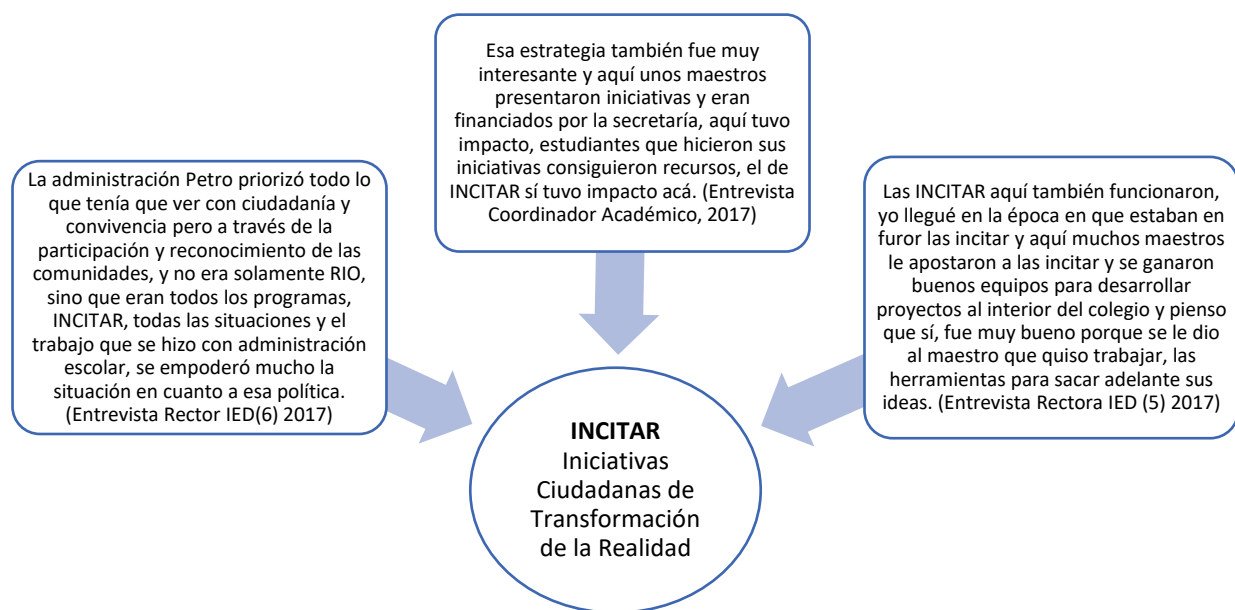 La administración Petro priorizó todo lo
que tenía que ver con ciudadanía y
convivencia pero a través de la
participación y reconocimiento de las
comunidades, y no era solamente RIO,
sino que eran todos los programas,
INCITAR, todas las situaciones y el
trabajo que se hizo con administración
escolar, se empoderó mucho la
situación en cuanto a esa política.
(Entrevista Rector IED(6) 2017)
Esa estrategia también fue muy
interesante y aquí unos maestros
presentaron iniciativas y eran
financiados por la secretaría, aquí tuvo
impacto, estudiantes que hicieron sus
iniciativas consiguieron recursos, el de
INCITAR sí tuvo impacto acá. (Entrevista
Coordinador Académico, 2017)
Las INCITAR aquí también funcionaron,
yo llegué en la época en que estaban en
furor las incitar y aquí muchos maestros
le apostaron a las incitar y se ganaron
buenos equipos para desarrollar
proyectos al interior del colegio y pienso
que sí, fue muy bueno porque se le dio
al maestro que quiso trabajar, las
herramientas para sacar adelante sus
ideas. (Entrevista Rectora IED (5) 2017)
INCITAR
Iniciativas
Ciudadanas de
Transformación
de la Realidad